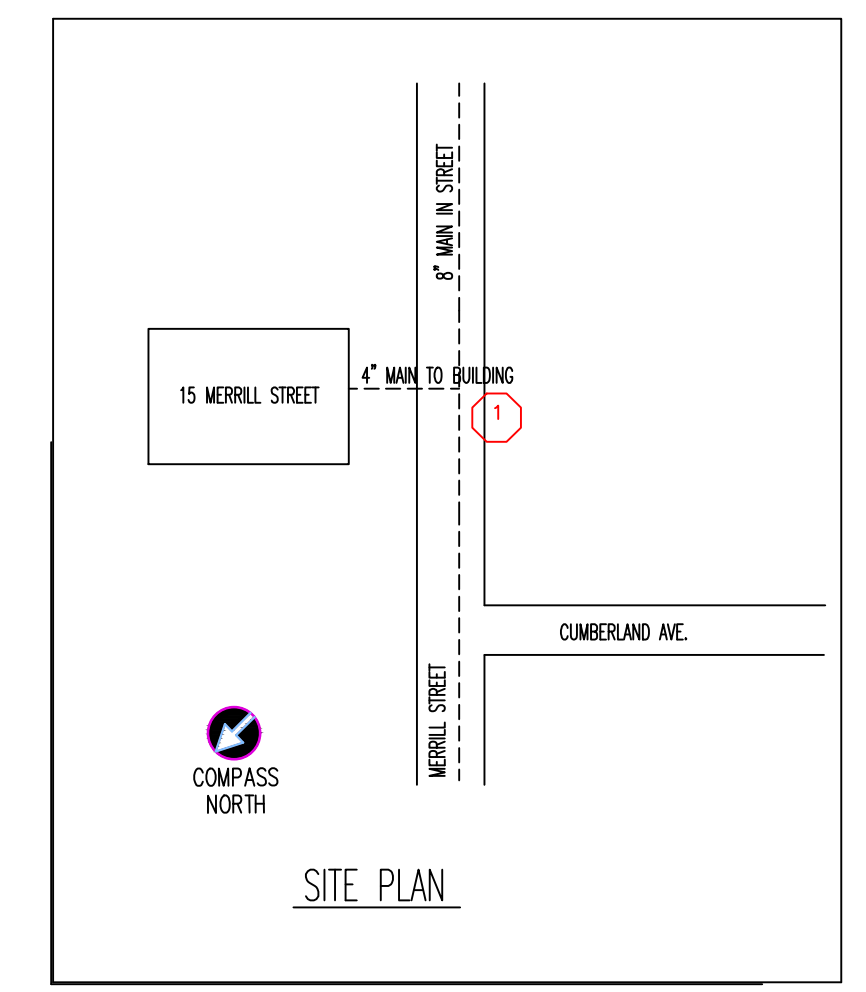 8" MAIN IN STREET
4" MAIN TO BUILDING
15 MERRILL STREET
1
CUMBERLAND AVE.
MERRILL STREET
COMPASS
NORTH
SITE PLAN